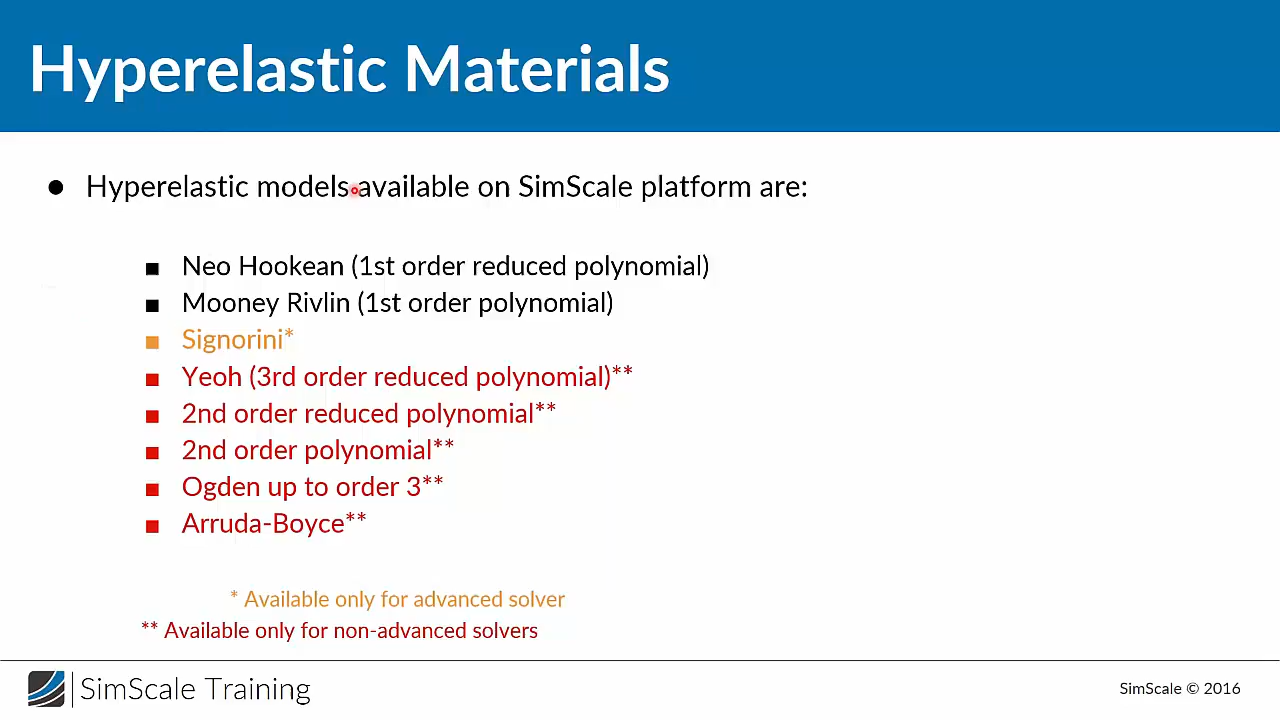 Hyperelastic Materials
● Hyperelastic models available on SimScale platform are:
■ Neo Hookean (1st order reduced polynomial)
■ Mooney Rivlin (1st order polynomial)
■ Signorini*
■ Yeoh (3rd order reduced polynomial)**
■ 2nd order reduced polynomial**
■ 2nd order polynomial**
■ Ogden up to order 3**
■ Arruda-Boyce**
* Available only for advanced solver
** Available only for non-advanced solvers
SimScale Training
SimScale © 2016